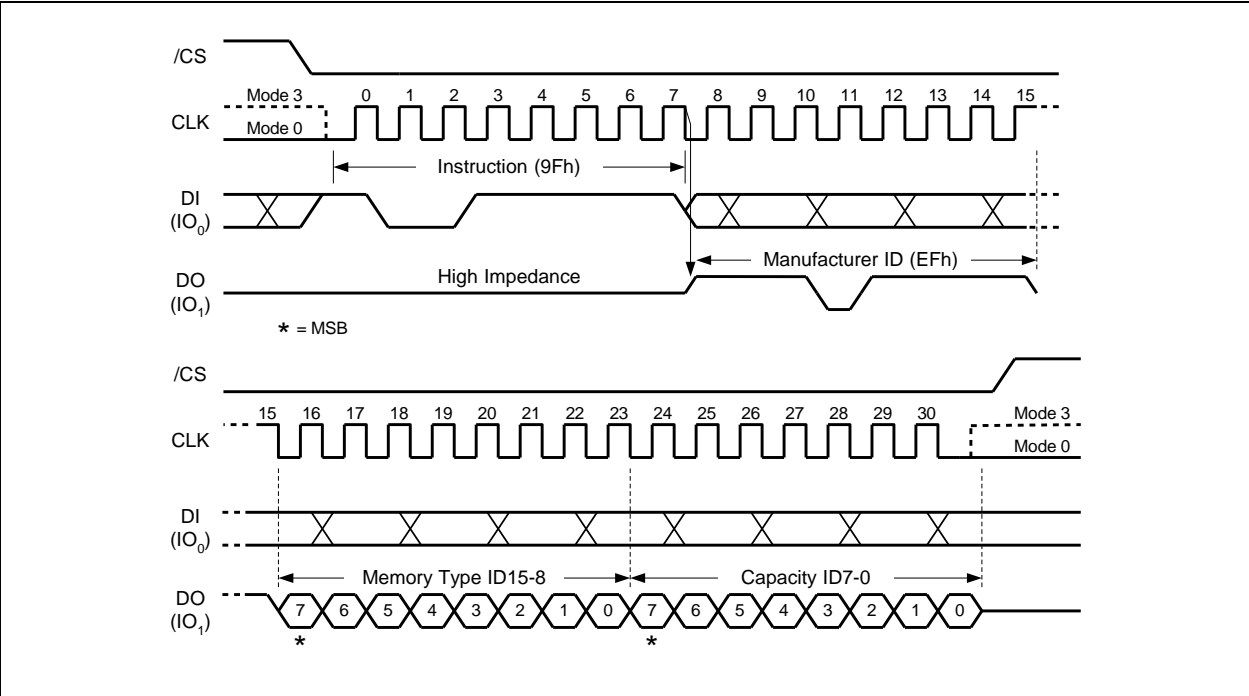 /CS
Mode 3 0 1 2 3 4 5 6 7 8 9 10 11 12 13 14 15
CLK
Mode 0
Instruction (9Fh)
DI
(IO0)
Manufacturer ID (EFh)
High Impedance
DO
(IO1)
* = MSB
/CS
15 16 17 18 19 20 21 22 23 24 25 26 27 28 29 30 Mode 3
CLK
Mode 0
DI
(IO0)
Memory Type ID15-8 Capacity ID7-0
DO
(IO1)
7 6 5 4 3 2 1 0 7 6 5 4 3 2 1 0
* *